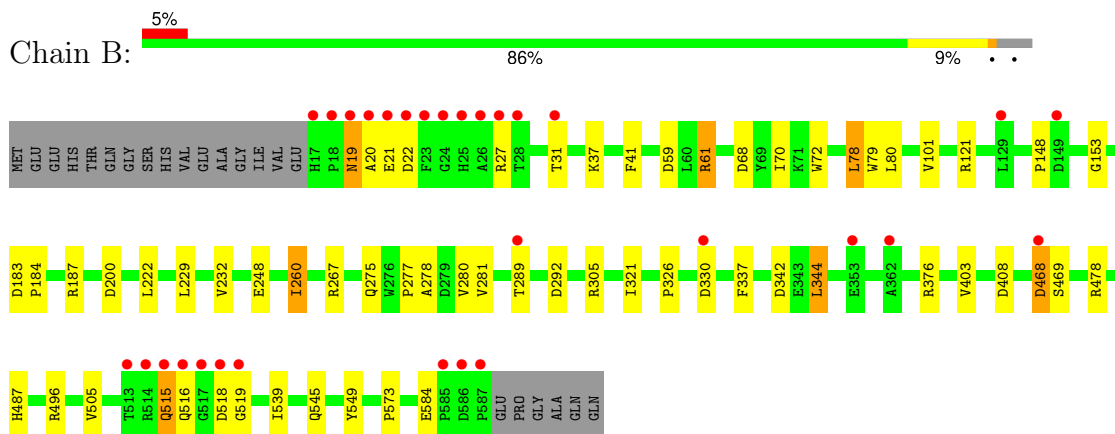 5%
Chain B:
86% 9% • •
MET GLU GLU HIS THR GLN GLY SER HIS VAL GLU ALA GLY ILE VAL GLU H17 P18 N19 A20 E21 D22 F23 G24 H25 A26 R27 T28 T31 K37 F41 D59 L60 R61 D68 Y69 I70 K71 W72 L78 W79 L80 V101 R121 L129 P148 D149 G153
D183 P184 R187 D200 L222 L229 V232 E248 I260 R267 Q275 W276 P277 A278 D279 V280 V281 T289 D292 R305 I321 P326 D330 F337 D342 E343 L344 E353 A362 R376 V403 D408 D468 S469 R478
H487 R496 V505 T513 R514 Q515 Q516 G517 D518 G519 I539 Q545 Y549 P573 E584 P585 D586 P587 GLU PRO GLY ALA GLN GLN